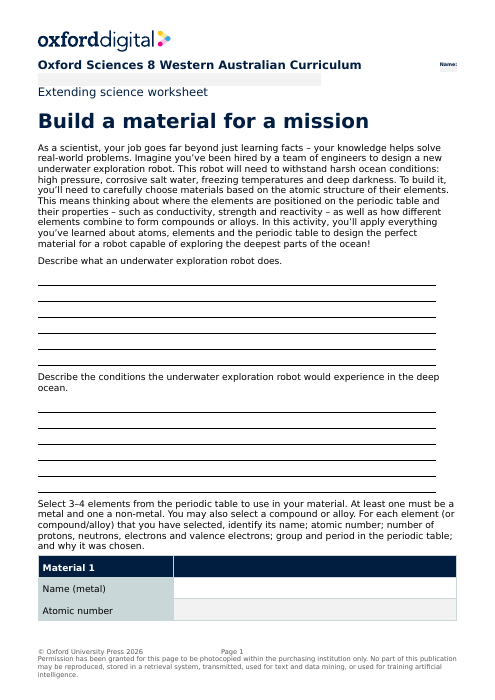 oxforddigital
Oxford Sciences 8 Western Australian Curriculum
Name:
Extending science worksheet
Build a material for a mission
As a scientist, your job goes far beyond just learning facts – your knowledge helps solve
real-world problems. Imagine you’ve been hired by a team of engineers to design a new
underwater exploration robot. This robot will need to withstand harsh ocean conditions:
high pressure, corrosive salt water, freezing temperatures and deep darkness. To build it,
you’ll need to carefully choose materials based on the atomic structure of their elements.
This means thinking about where the elements are positioned on the periodic table and
their properties – such as conductivity, strength and reactivity – as well as how different
elements combine to form compounds or alloys. In this activity, you’ll apply everything
you’ve learned about atoms, elements and the periodic table to design the perfect
material for a robot capable of exploring the deepest parts of the ocean!
Describe what an underwater exploration robot does.
Describe the conditions the underwater exploration robot would experience in the deep
ocean.
Select 3–4 elements from the periodic table to use in your material. At least one must be a
metal and one a non-metal. You may also select a compound or alloy. For each element (or
compound/alloy) that you have selected, identify its name; atomic number; number of
protons, neutrons, electrons and valence electrons; group and period in the periodic table;
and why it was chosen.
Material 1
Name (metal)
Atomic number
© Oxford University Press 2026 Page 1
Permission has been granted for this page to be photocopied within the purchasing institution only. No part of this publication
may be reproduced, stored in a retrieval system, transmitted, used for text and data mining, or used for training artificial
intelligence.